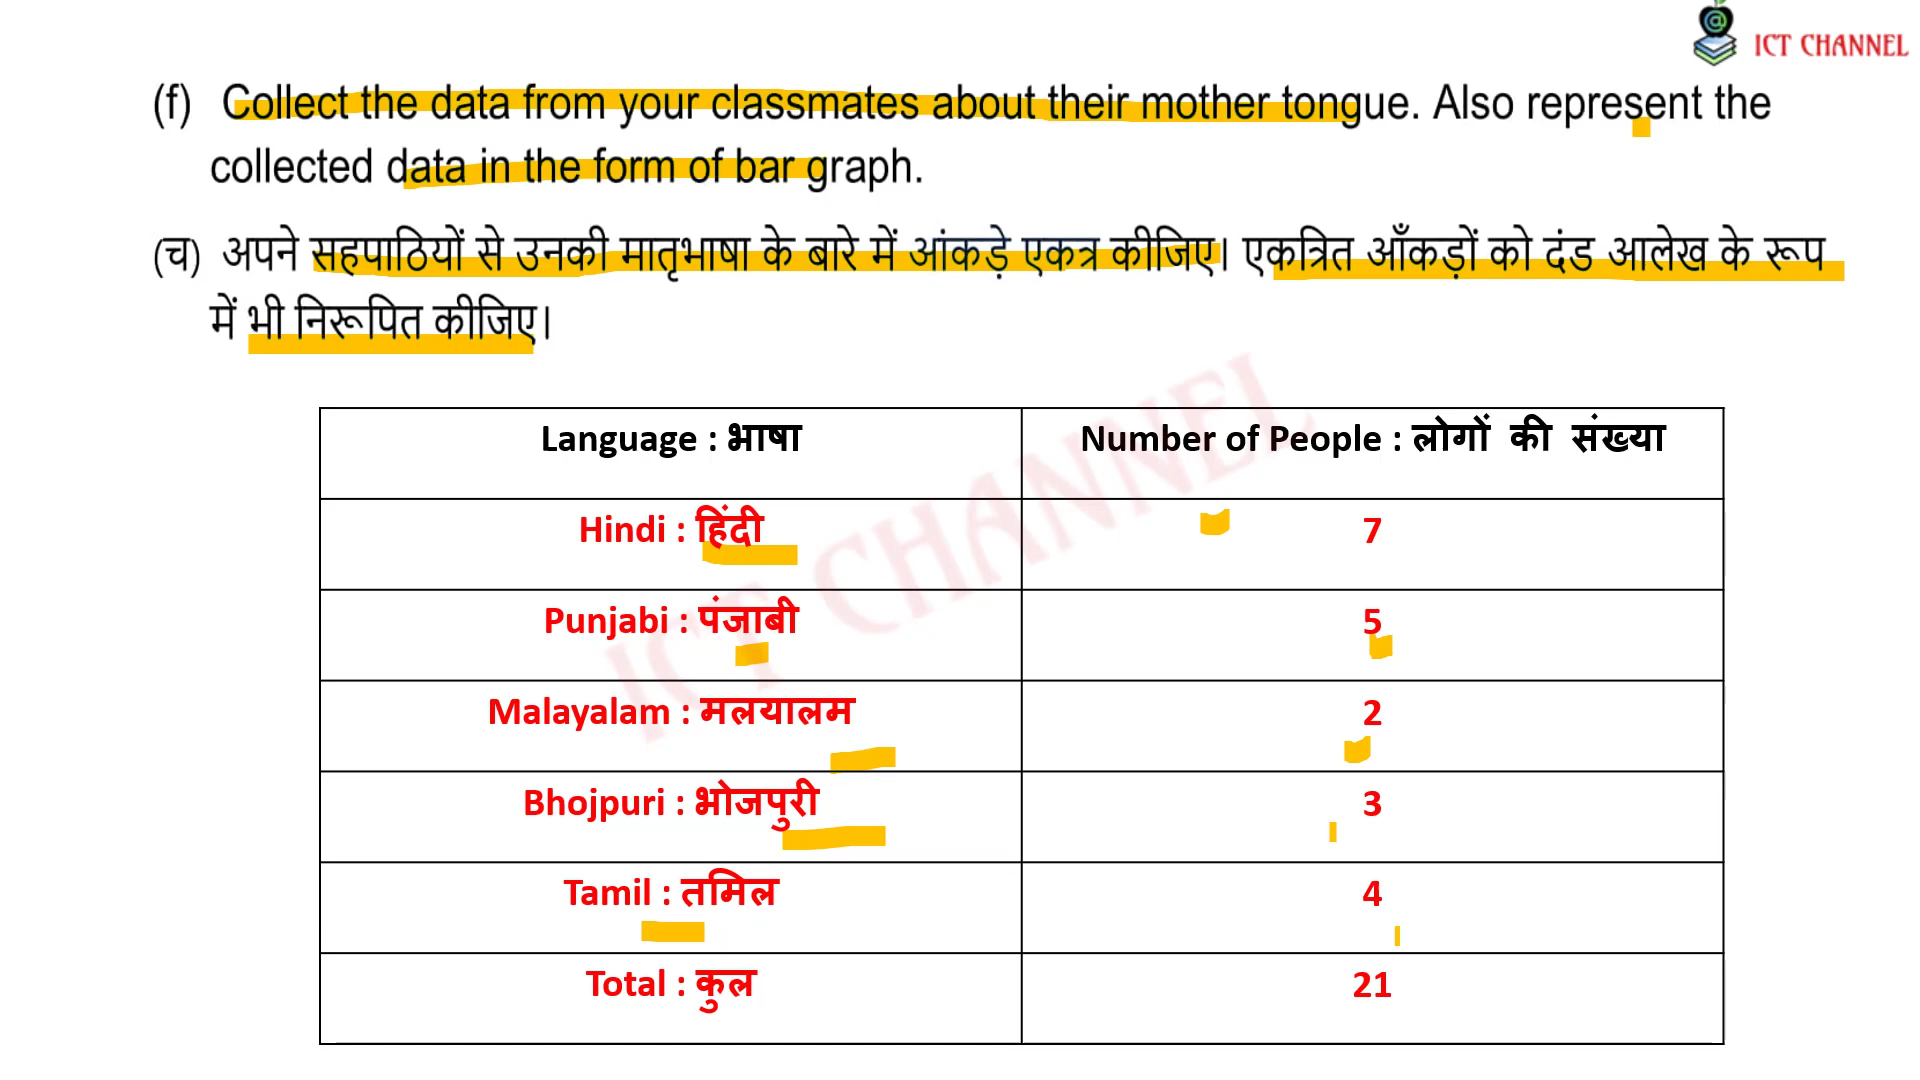 ICT CHANNEL
(f) Collect the data from your classmates about their mother tongue. Also represent the
collected data in the form of bar graph.
(च) अपने सहपाठियों से उनकी मातृभाषा के बारे में आंकड़े एकत्र कीजिए। एकत्रित आँकड़ों को दंड आलेख के रूप
में भी निरूपित कीजिए।
Language : भाषा Number of People : लोगों की संख्या
Hindi : हिंदी 7
Punjabi : पंजाबी 5
Malayalam : मलयालम 2
Bhojpuri : भोजपुरी 3
Tamil : तमिल 4
Total : कुल 21
ICT CHANNEL